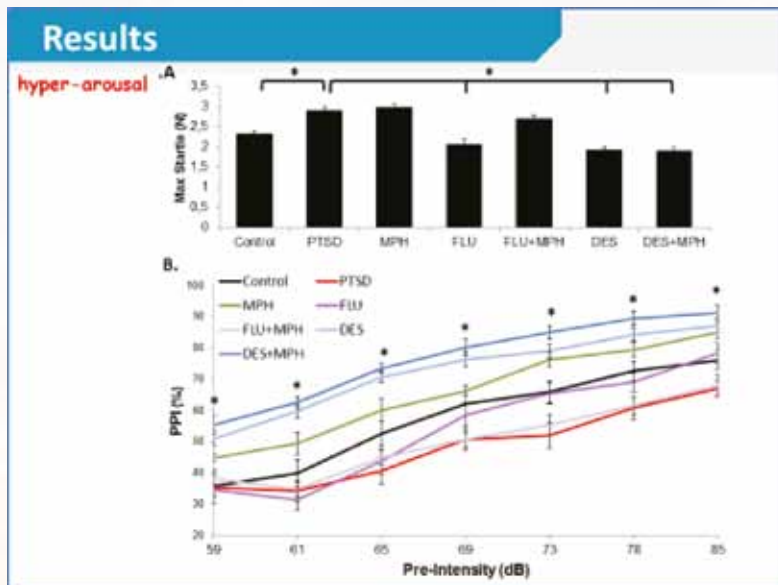 Results
hyper-arousal
.A
*
*
Max Startle (N)
3,5
3
2,5
2
1,5
1
0,5
0
Control PTSD MPH FLU FLU+MPH DES DES+MPH
B.
Control PTSD
MPH FLU
FLU+MPH DES
DES+MPH
* * * * * * *
PPI (%)
100
90
80
70
60
50
40
30
20
59 61 65 69 73 78 85
Pre-Intensity (dB)